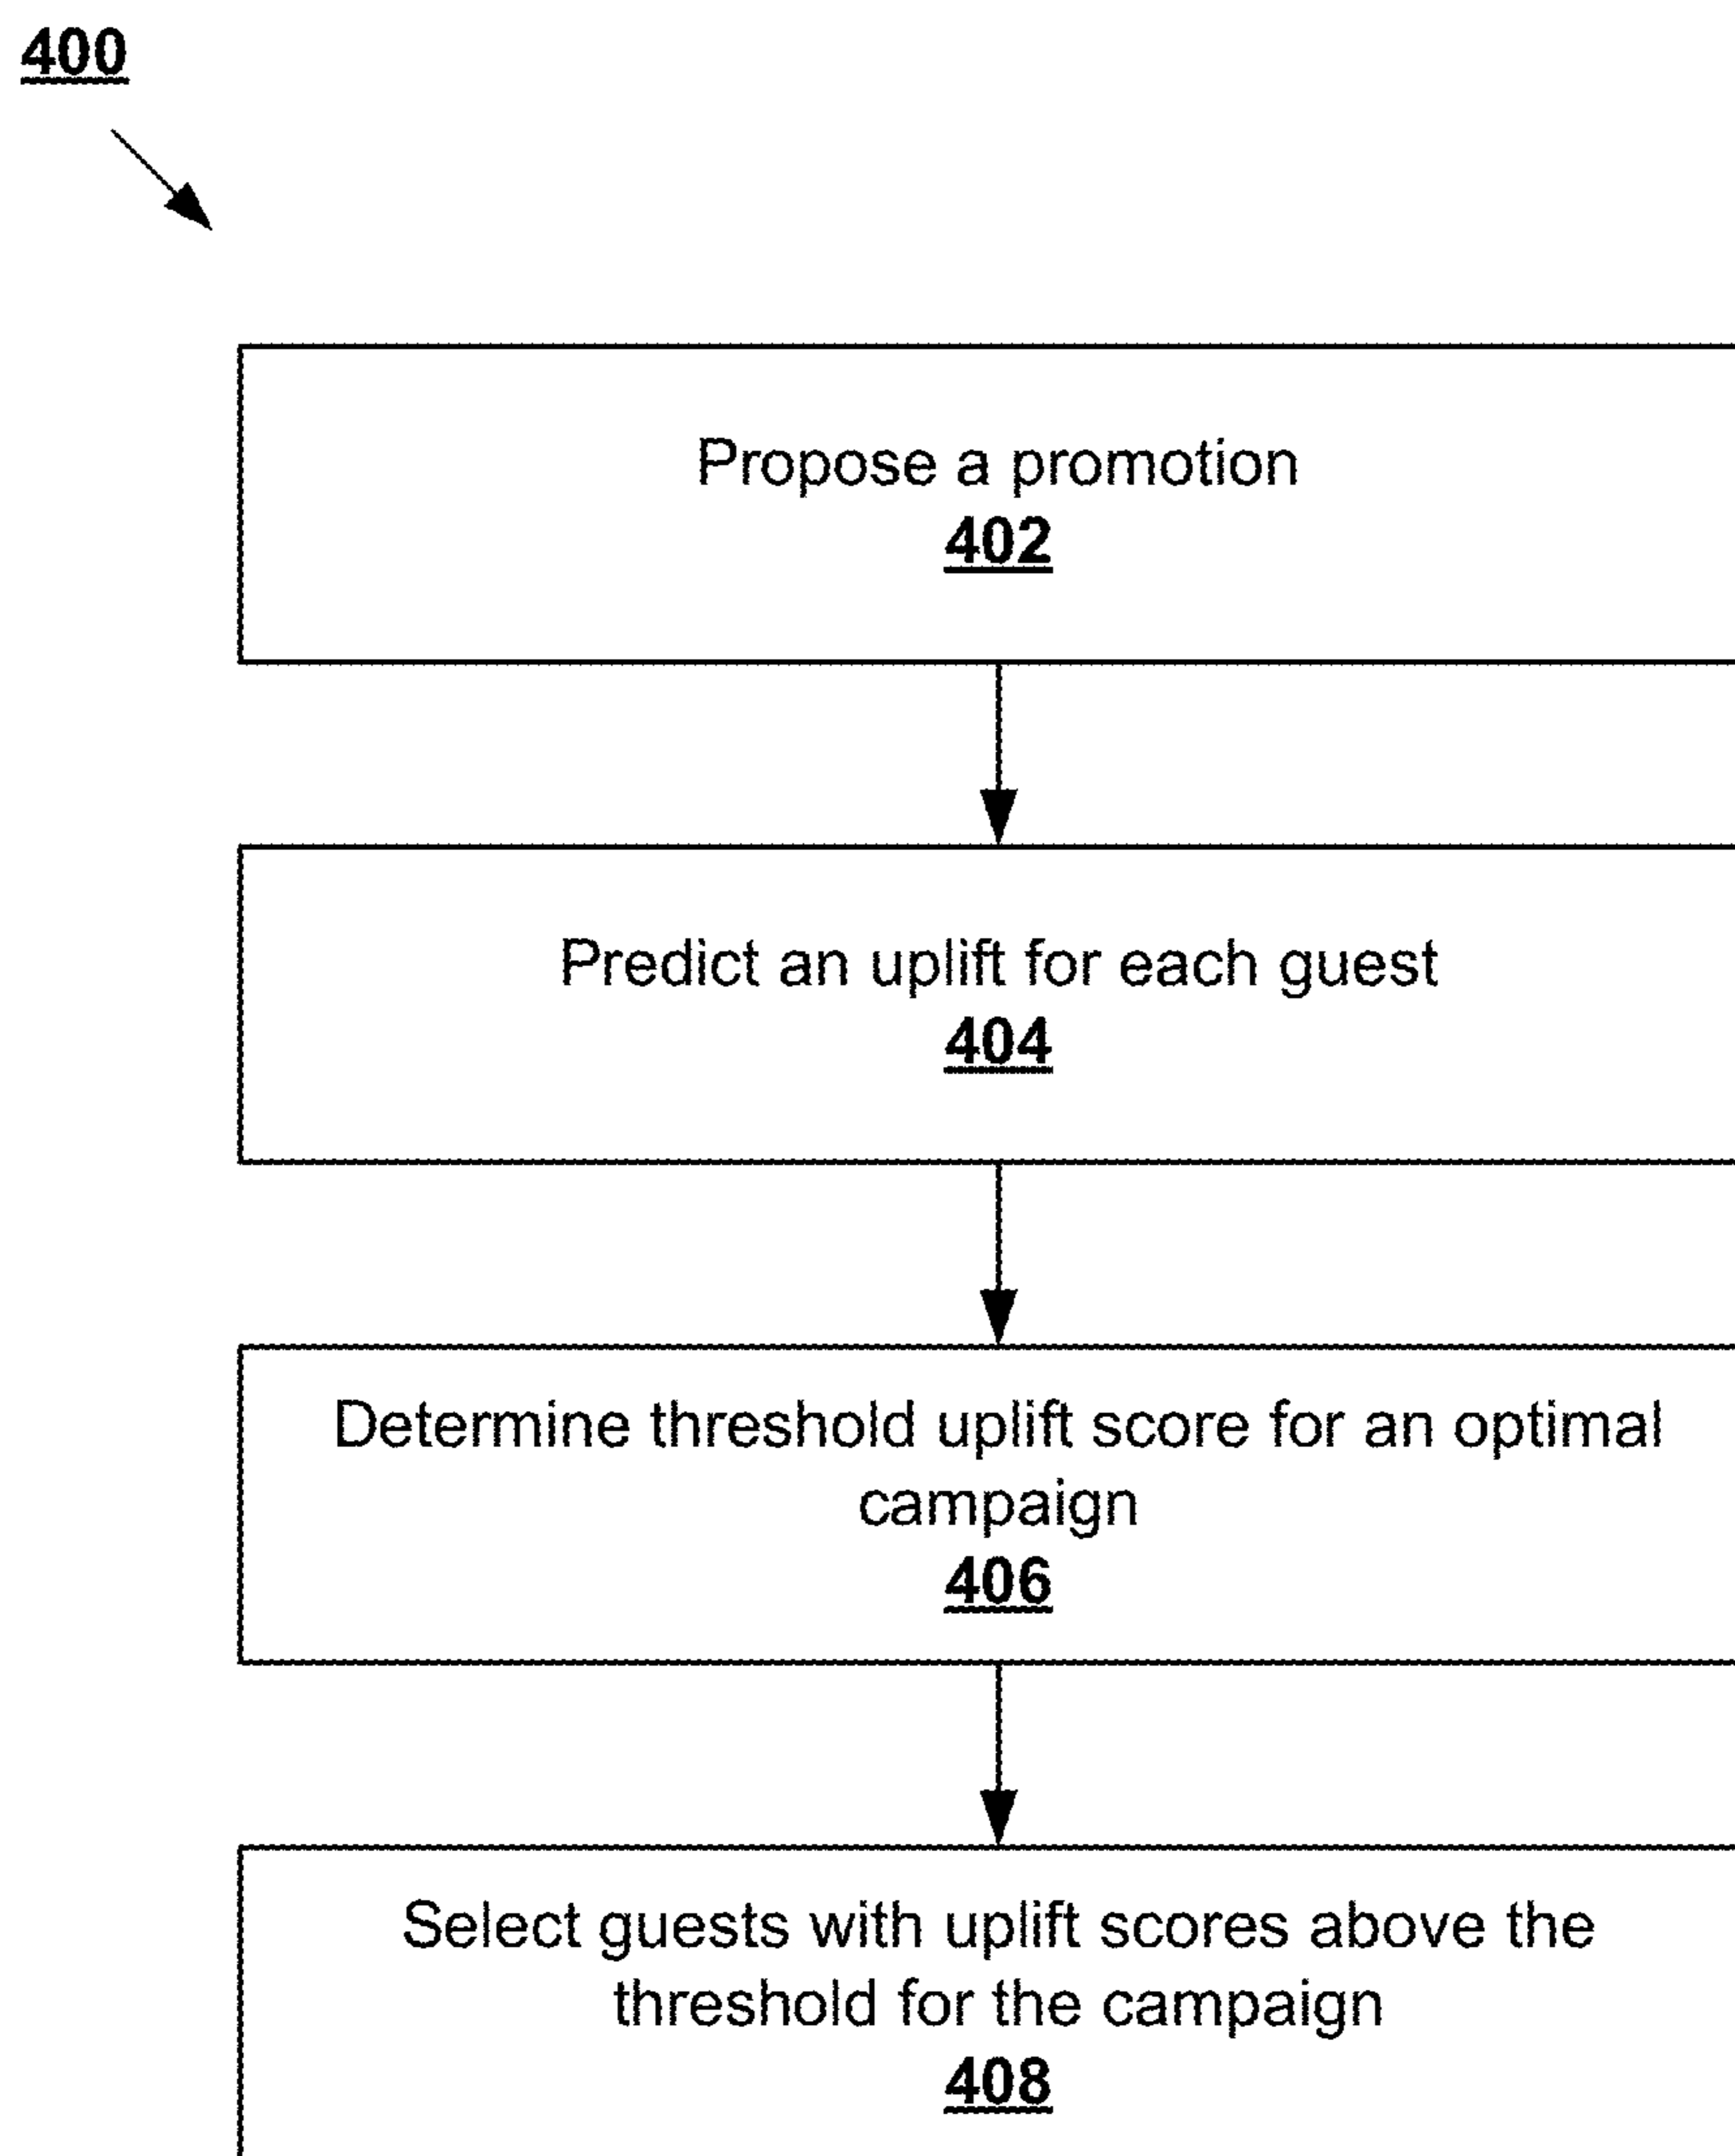 400
Propose a promotion
402
Predict an uplift for each guest
404
Determine threshold uplift score for an optimal
campaign
406
Select guests with uplift scores above the
threshold for the campaign
408